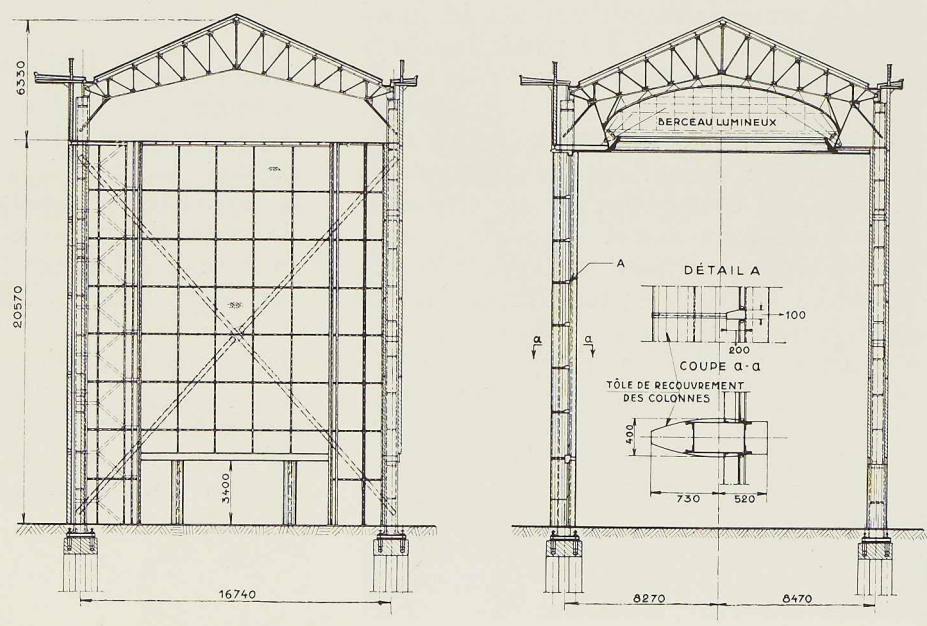 6330
20570
3400
16740
BERCEAU LUMINEUX
A
DÉTAIL A
100
200
a
a
COUPE a-a
TÔLE DE RECOUVREMENT
DES COLONNES
400
730
520
8270
8470